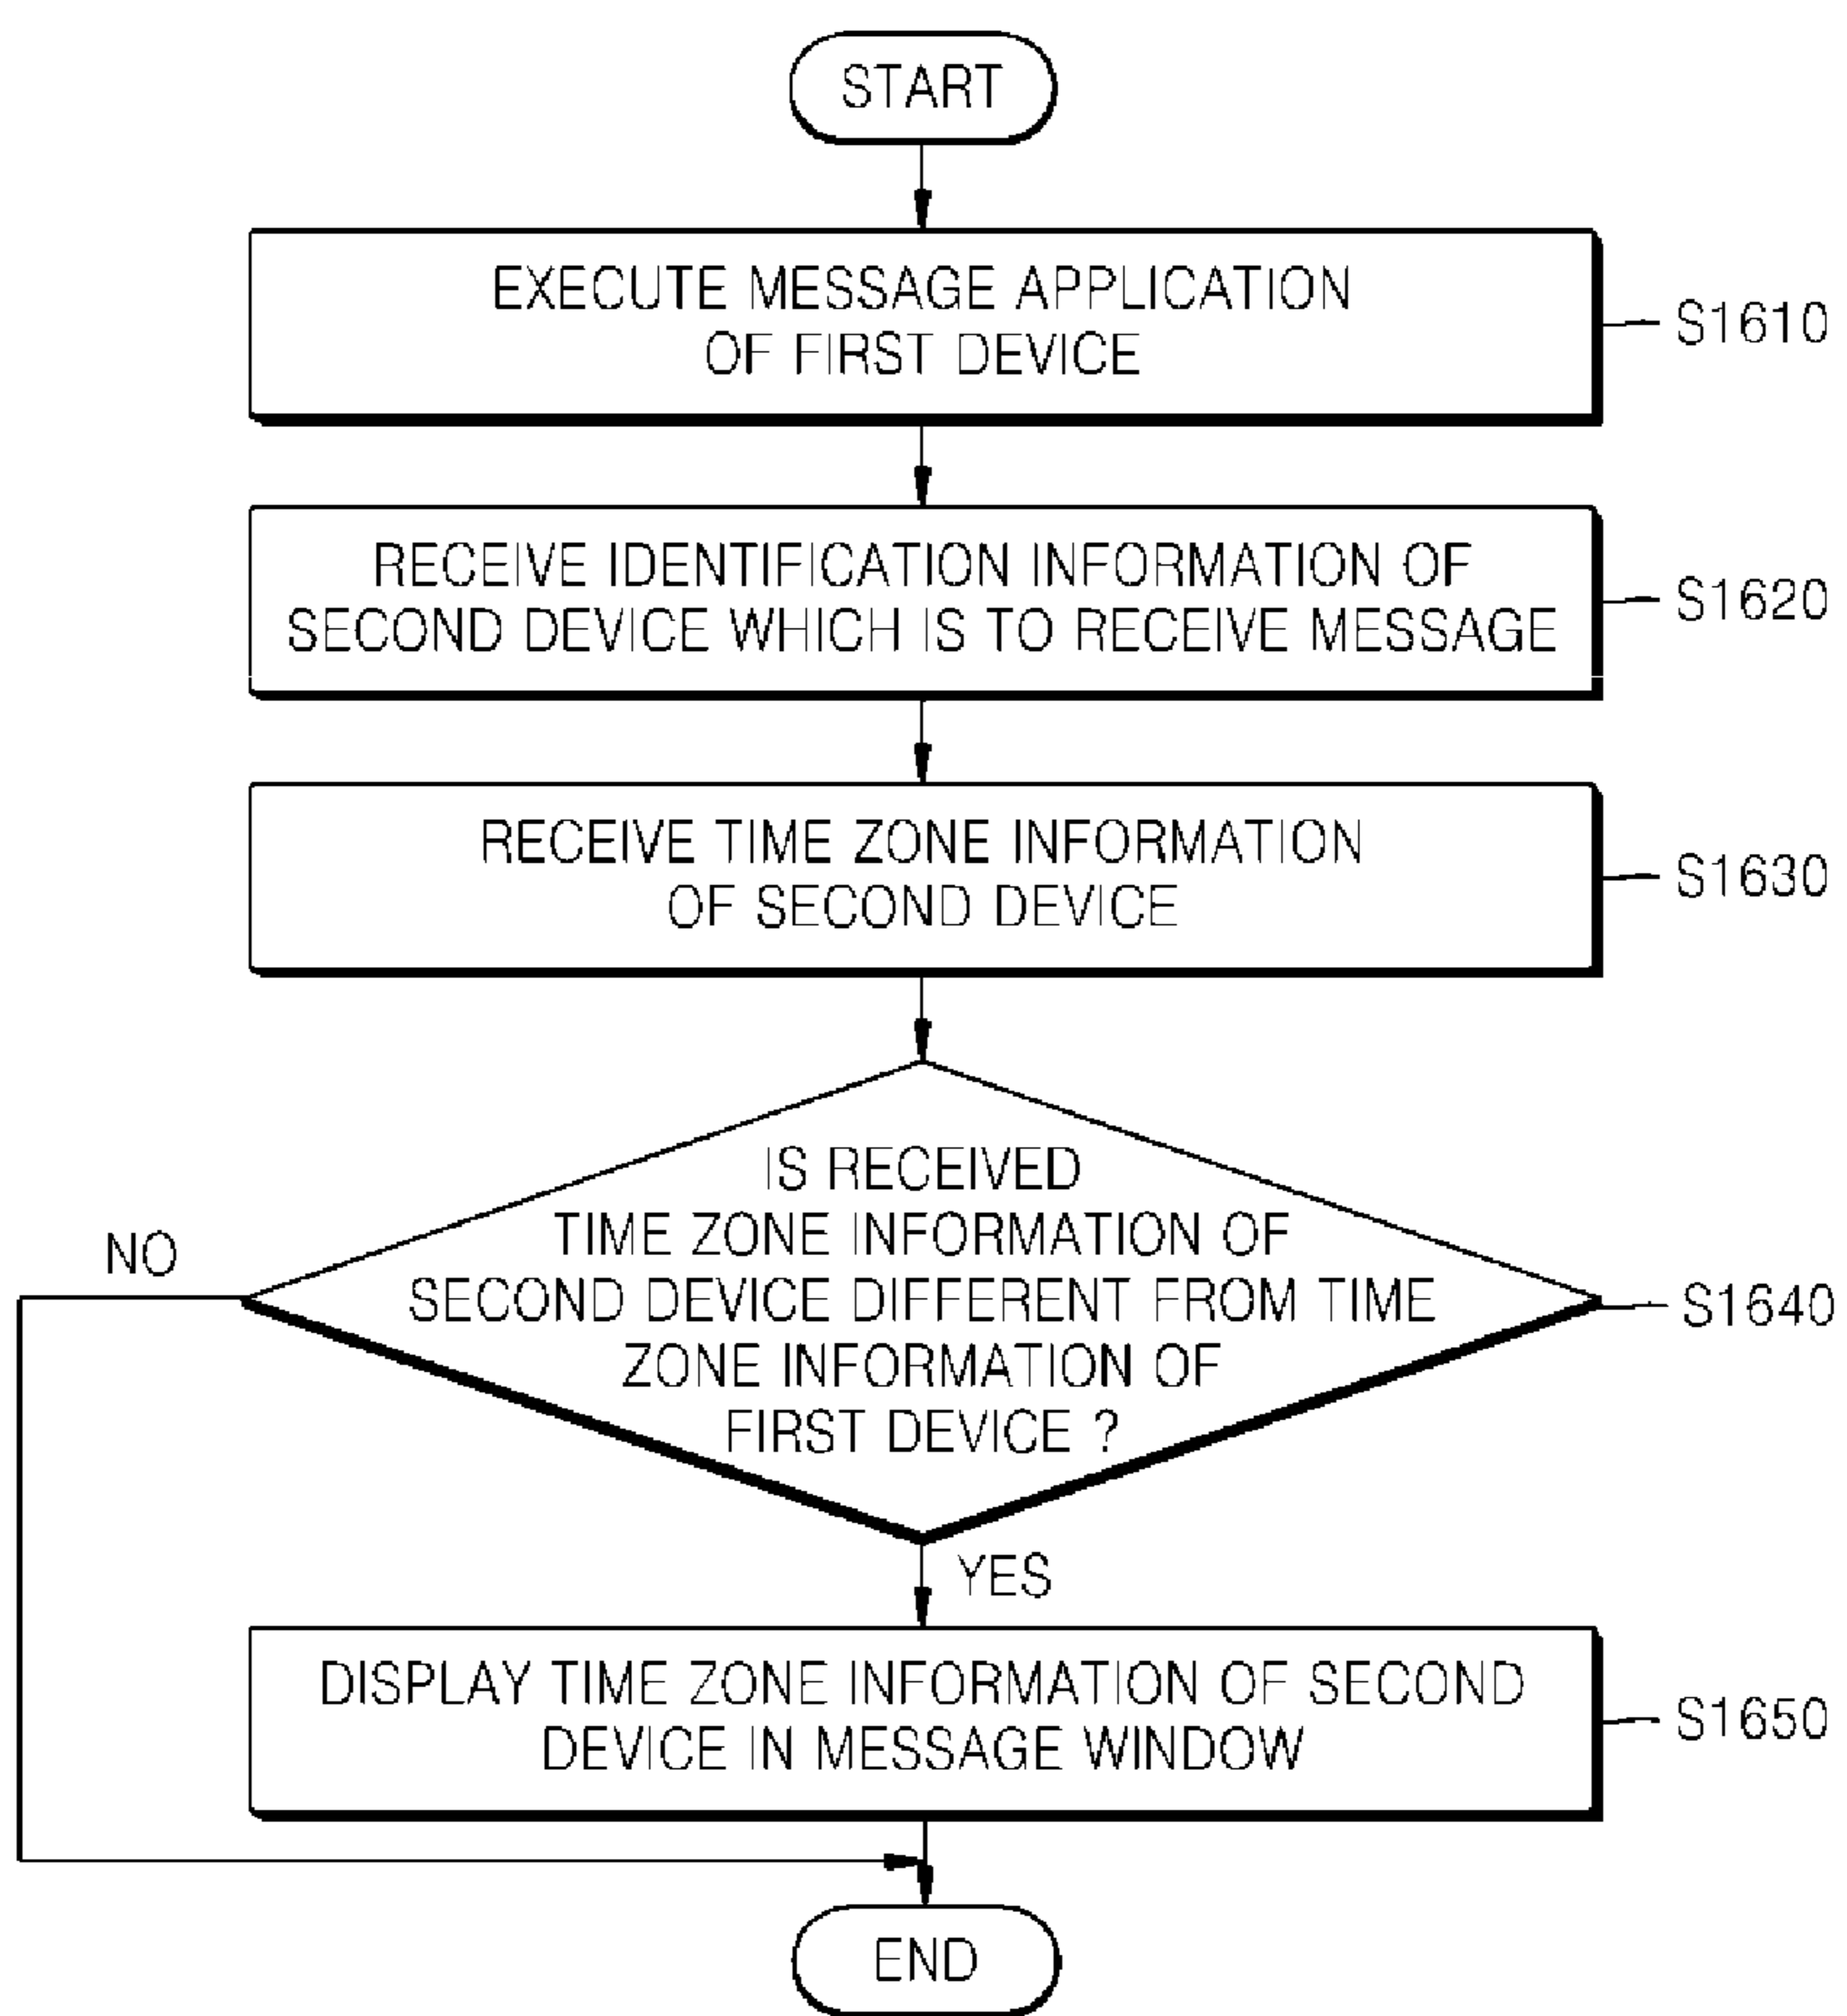 START
EXECUTE MESSAGE APPLICATION
OF FIRST DEVICE
S1610
RECEIVE IDENTIFICATION INFORMATION OF
SECOND DEVICE WHICH IS TO RECEIVE MESSAGE
S1620
RECEIVE TIME ZONE INFORMATION
OF SECOND DEVICE
S1630
IS RECEIVED
TIME ZONE INFORMATION OF
SECOND DEVICE DIFFERENT FROM TIME
ZONE INFORMATION OF
FIRST DEVICE ?
S1640
NO
YES
DISPLAY TIME ZONE INFORMATION OF SECOND
DEVICE IN MESSAGE WINDOW
S1650
END